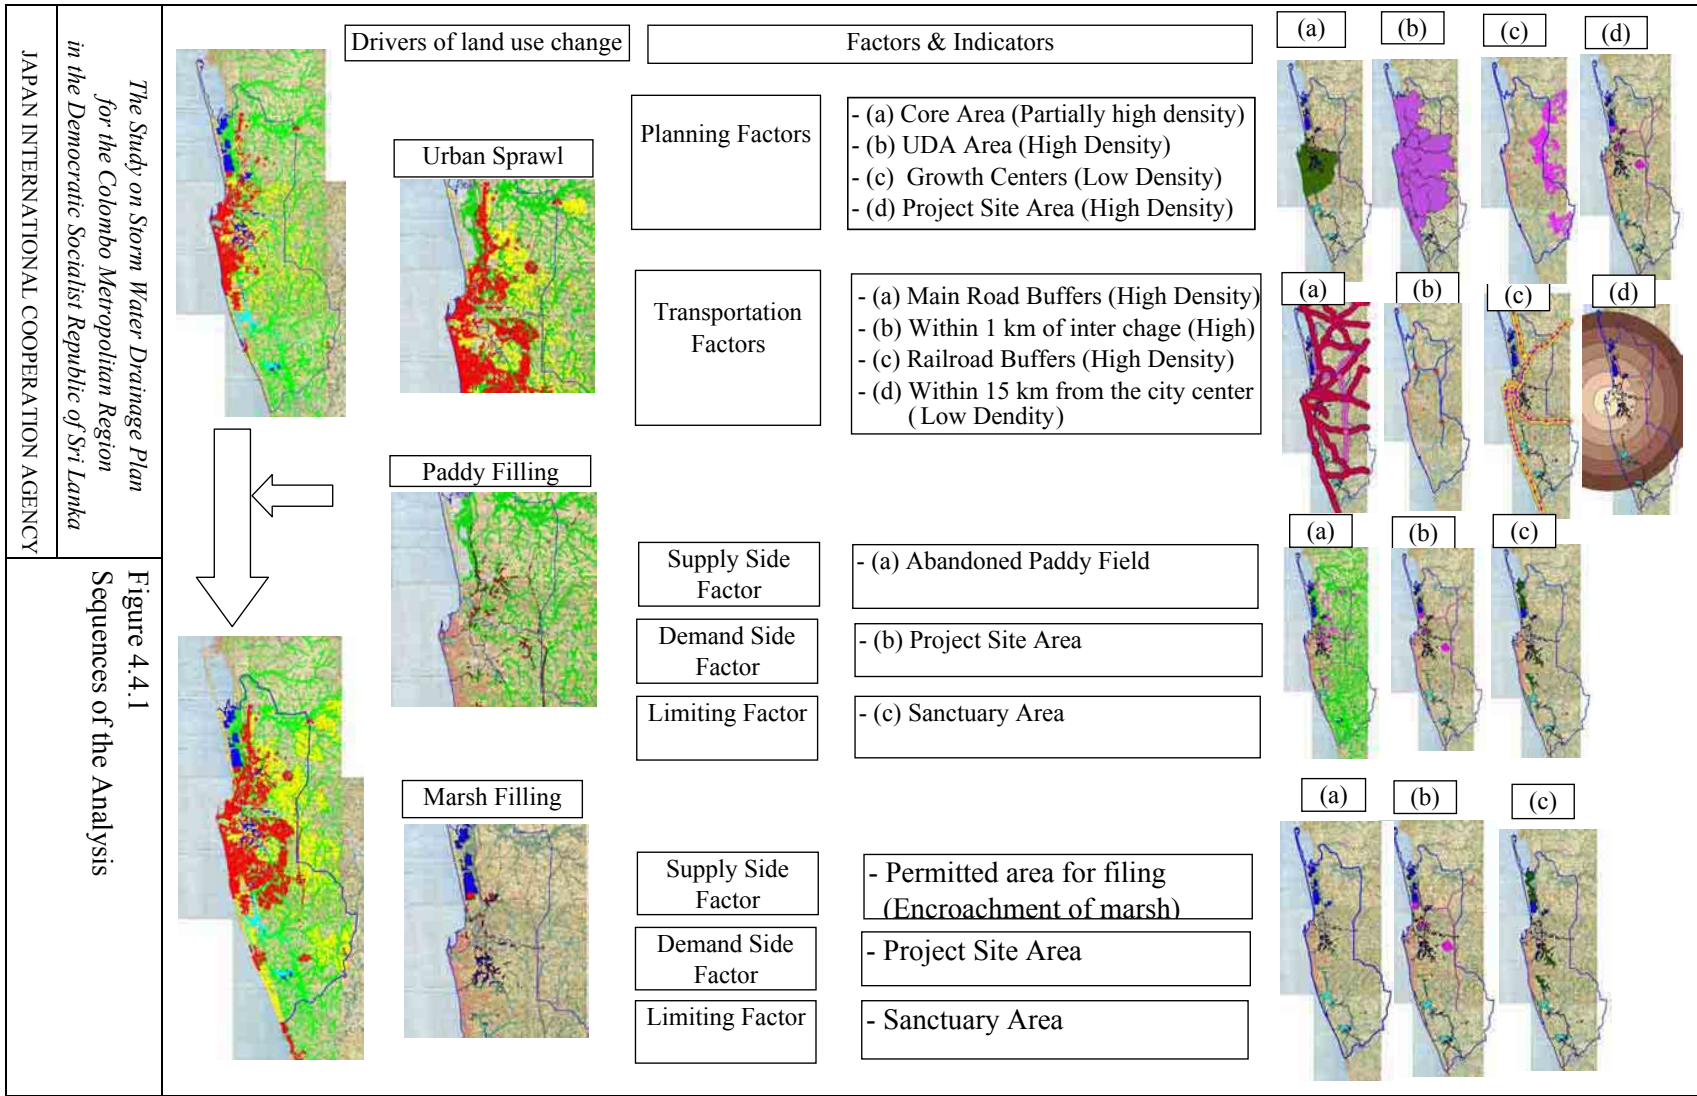 Drivers of land use change
Factors & Indicators
(a)
(b)
(c)
(d)
Urban Sprawl
Planning Factors
- (a) Core Area (Partially high density)
- (b) UDA Area (High Density)
- (c) Growth Centers (Low Density)
- (d) Project Site Area (High Density)
Transportation
Factors
- (a) Main Road Buffers (High Density)
- (b) Within 1 km of inter chage (High)
- (c) Railroad Buffers (High Density)
- (d) Within 15 km from the city center
(Low Dendity)
(a)
(b)
(c)
(d)
Paddy Filling
Supply Side
Factor
- (a) Abandoned Paddy Field
Demand Side
Factor
- (b) Project Site Area
Limiting Factor
- (c) Sanctuary Area
(a)
(b)
(c)
Marsh Filling
Supply Side
Factor
- Permitted area for filing
(Encroachment of marsh)
Demand Side
Factor
- Project Site Area
Limiting Factor
- Sanctuary Area
(a)
(b)
(c)
The Study on Storm Water Drainage Plan
for the Colombo Metropolitan Region
in the Democratic Socialist Republic of Sri Lanka
JAPAN INTERNATIONAL COOPERATION AGENCY
Figure 4.4.1
Sequences of the Analysis